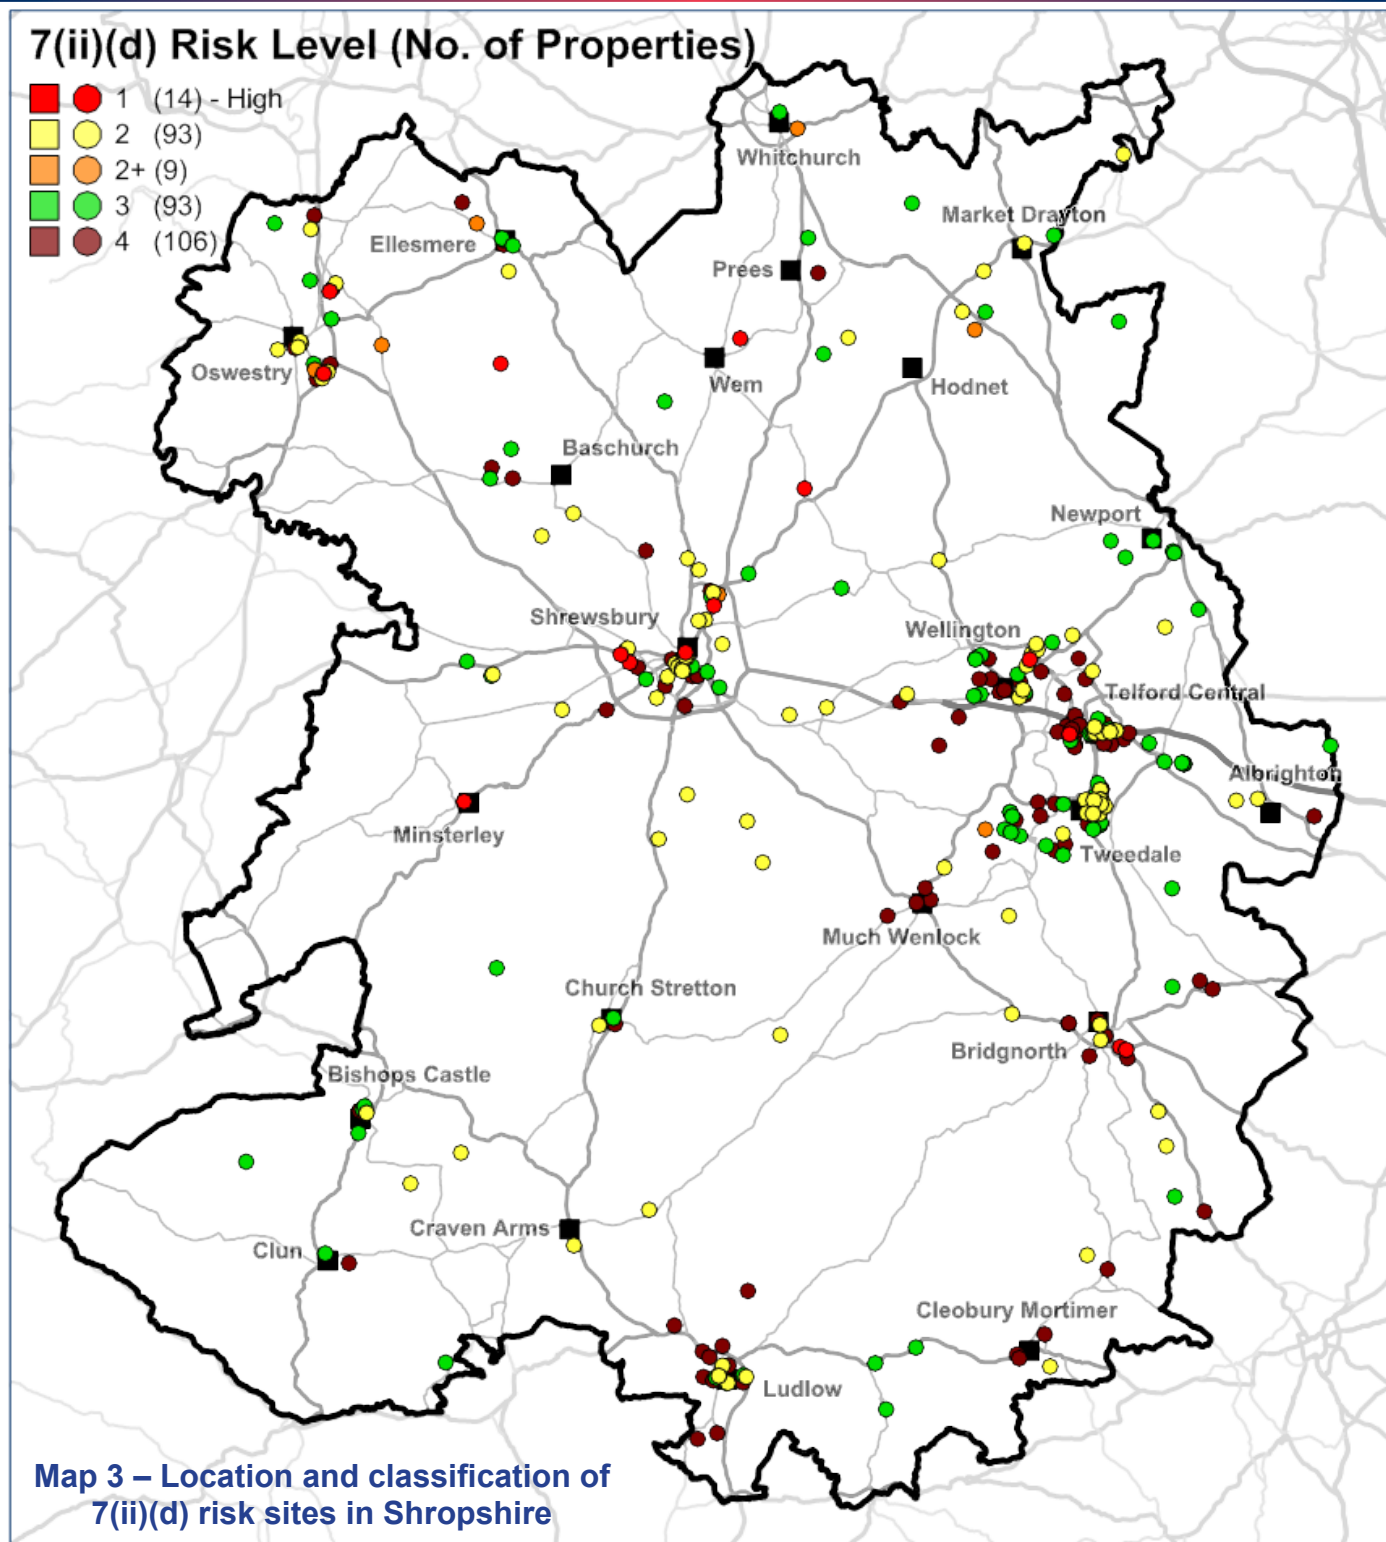 7(ii)(d) Risk Level (No. of Properties)
1 (14) - High
2 (93)
2+ (9)
3 (93)
4 (106)
Whitchurch
Market Drayton
Ellesmere
Prees
Oswestry
Wem
Hodnet
Baschurch
Newport
Shrewsbury
Wellington
Telford Central
Albrighton
Minsterley
Tweedale
Much Wenlock
Church Stretton
Bridgnorth
Bishops Castle
Craven Arms
Clun
Cleobury Mortimer
Ludlow
Map 3 – Location and classification of
7(ii)(d) risk sites in Shropshire